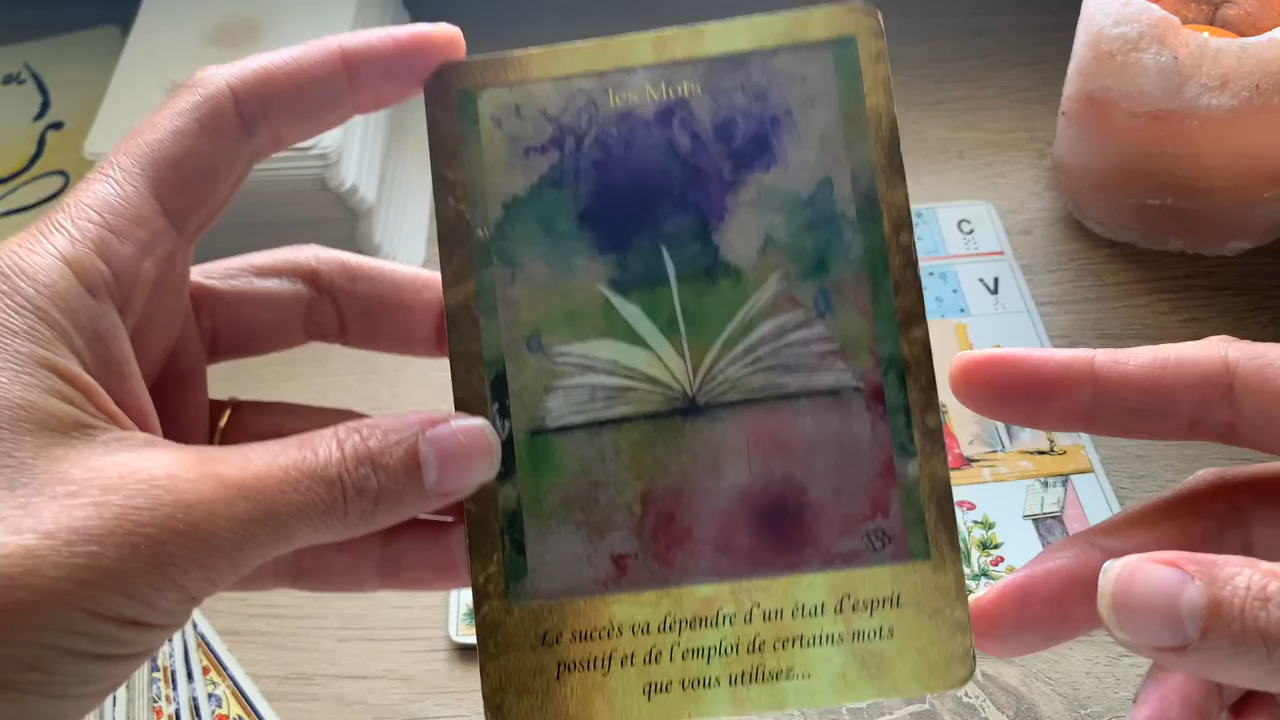 les Mots
C
V
Le succès va dépendre d'un état d'esprit
positif et de l'emploi de certains mots
que vous utilisez...